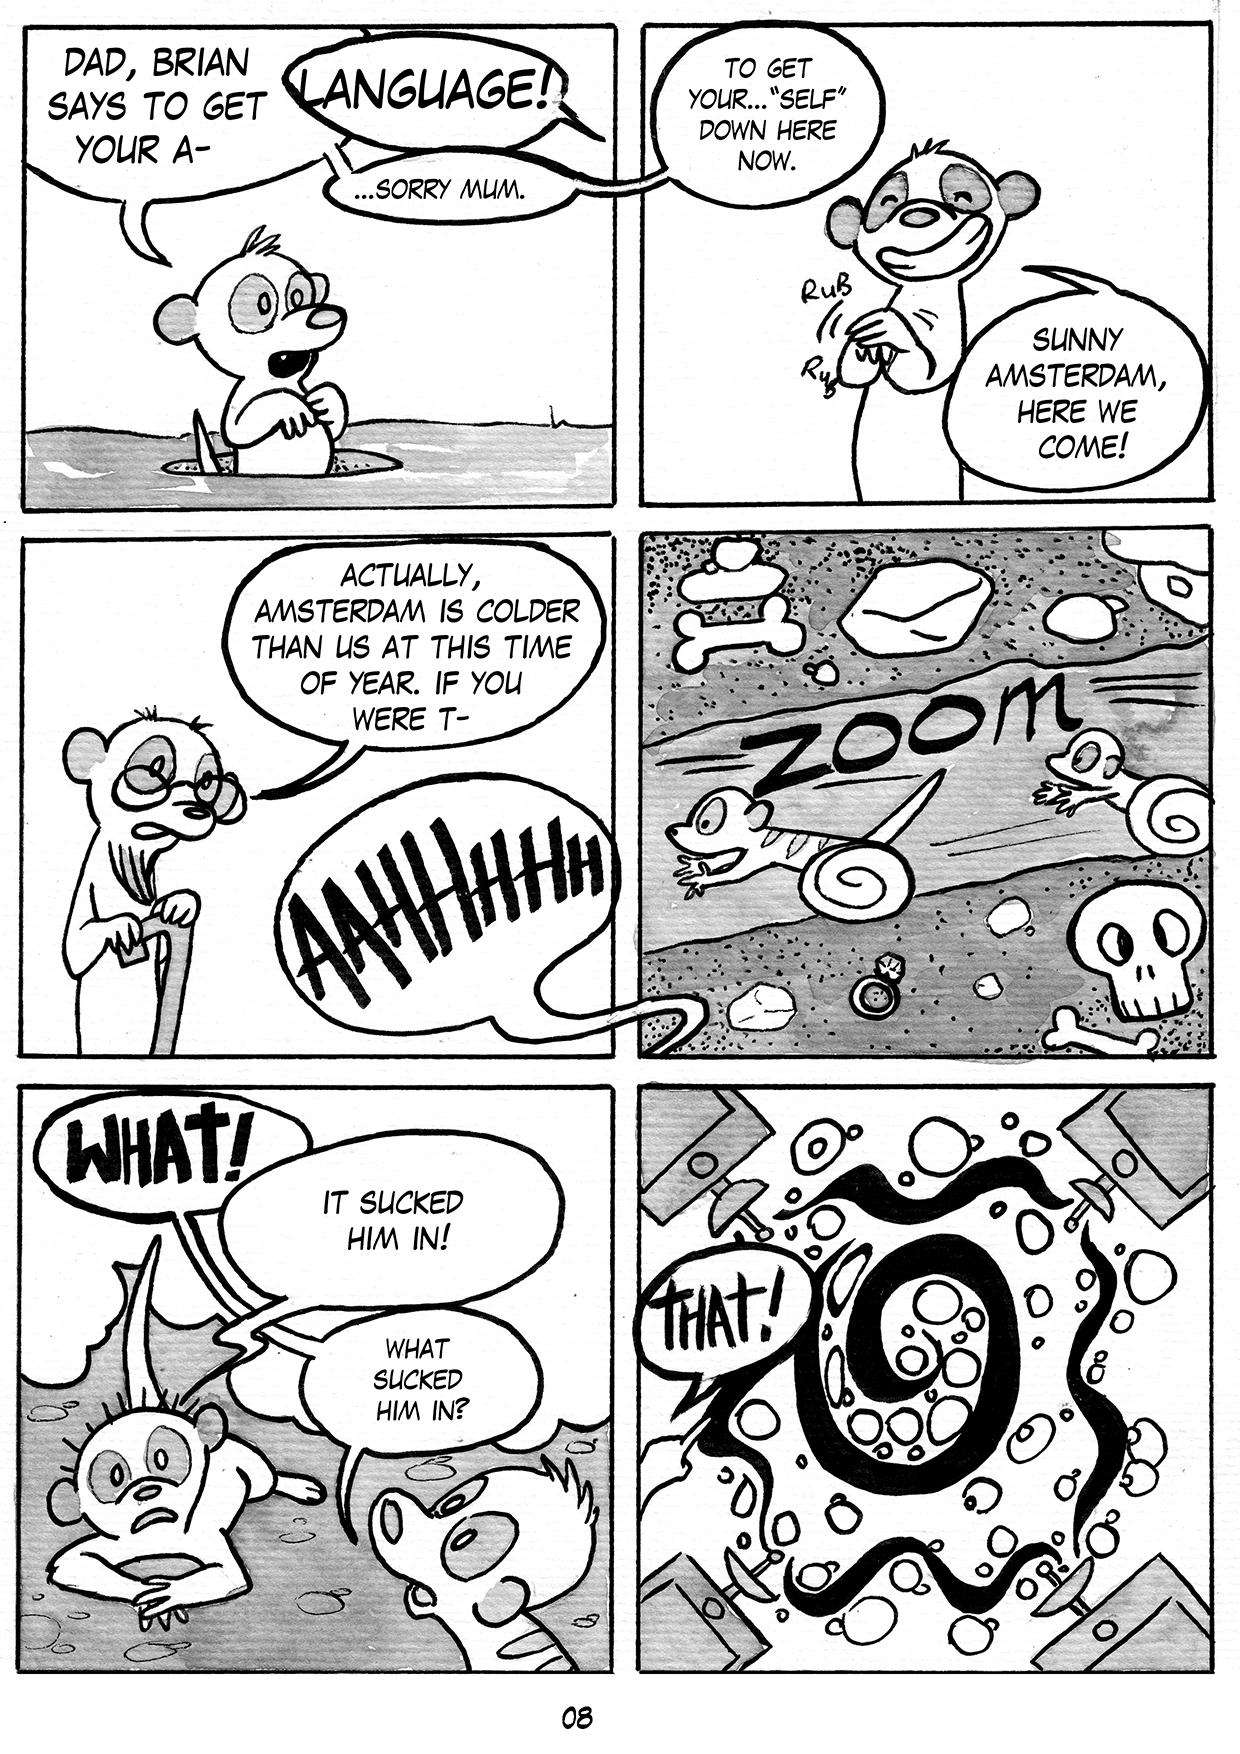 DAD, BRIAN
SAYS TO GET
YOUR A-
LANGUAGE!
...SORRY MUM.
TO GET
YOUR..."SELF"
DOWN HERE
NOW.
RuB
RuB
SUNNY
AMSTERDAM,
HERE WE
COME!
ACTUALLY,
AMSTERDAM IS COLDER
THAN US AT THIS TIME
OF YEAR. IF YOU
WERE T-
AAHHHHHH
ZOOM
WHAT!
IT SUCKED
HIM IN!
WHAT
SUCKED
HIM IN?
THAT!
08